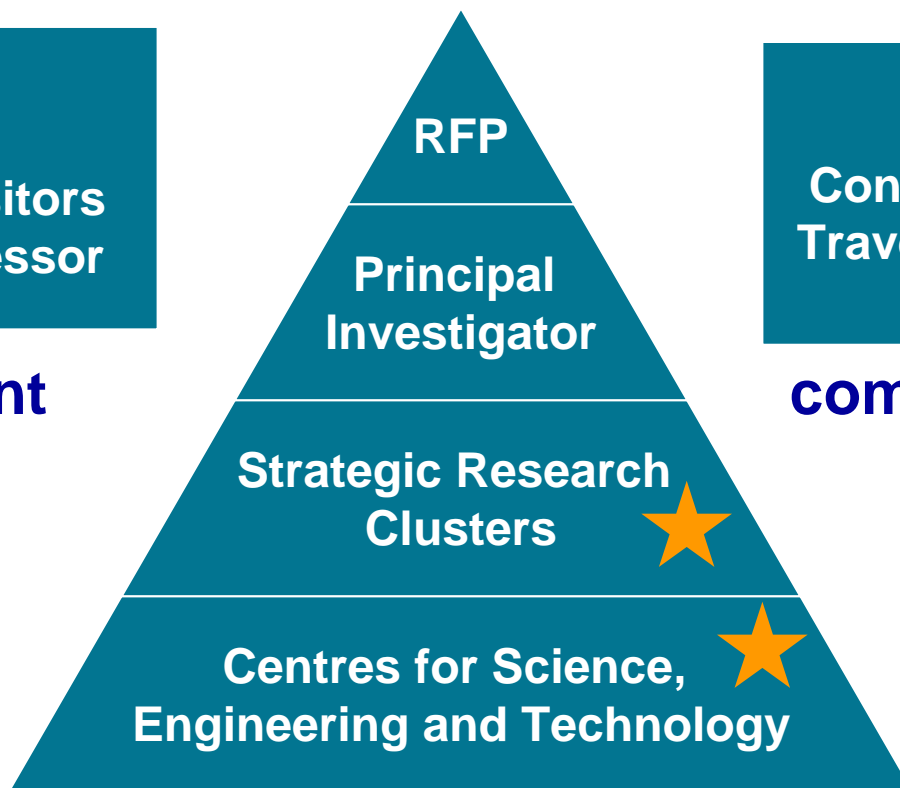 RFP
Principal
Investigator
Strategic Research
Clusters
Centres for Science,
Engineering and Technology